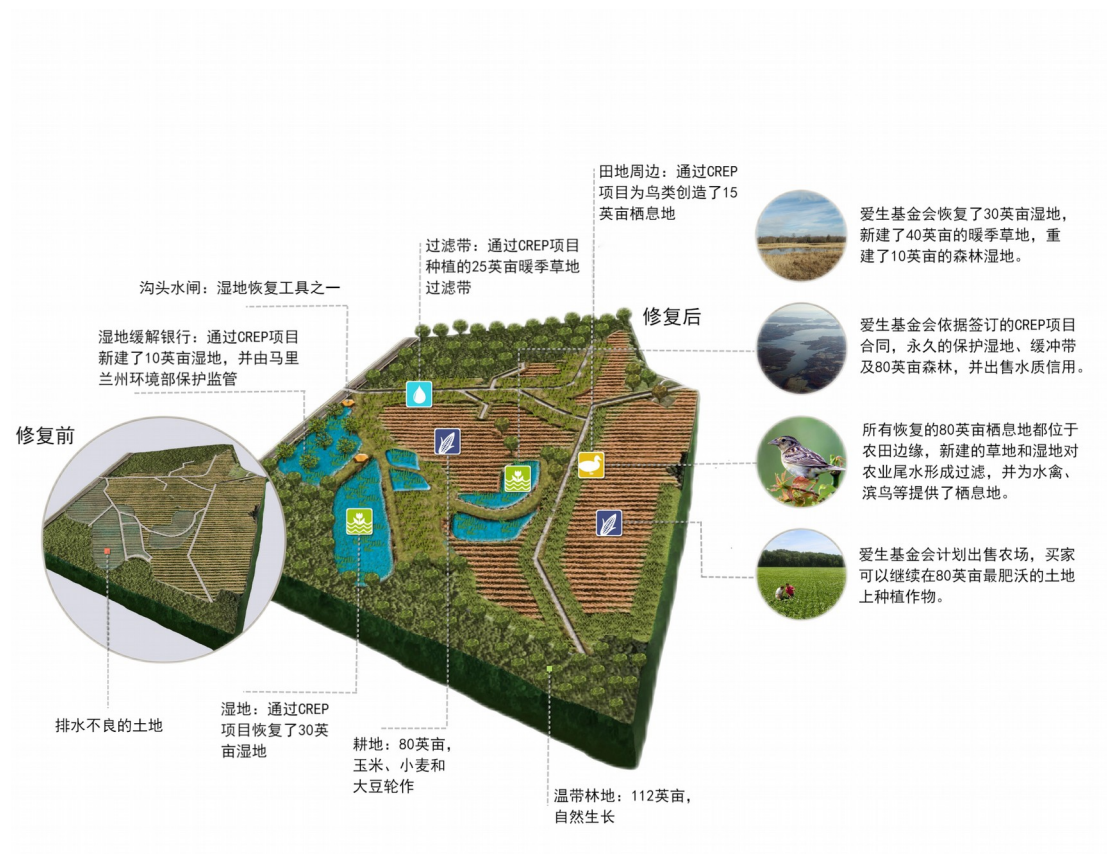 田地周边：通过CREP
项目为鸟类创造了15
英亩栖息地
过滤带：通过CREP项目
种植的25英亩暖季草地
过滤带
沟头水闸：湿地恢复工具之一
湿地缓解银行：通过CREP项目
新建了10英亩湿地，并由马里
兰州环境部保护监管
修复后
修复前
爱生基金会恢复了30英亩湿地，
新建了40英亩的暖季草地，重
建了10英亩的森林湿地。
爱生基金会依据签订的CREP项目
合同，永久的保护湿地、缓冲带
及80英亩森林，并出售水质信用。
所有恢复的80英亩栖息地都位于
农田边缘，新建的草地和湿地对
农业尾水形成过滤，并为水禽、
滨鸟等提供了栖息地。
爱生基金会计划出售农场，买家
可以继续在80英亩最肥沃的土地
上种植作物。
排水不良的土地
湿地：通过CREP
项目恢复了30英
亩湿地
耕地：80英亩，
玉米、小麦和
大豆轮作
温带林地：112英亩，
自然生长